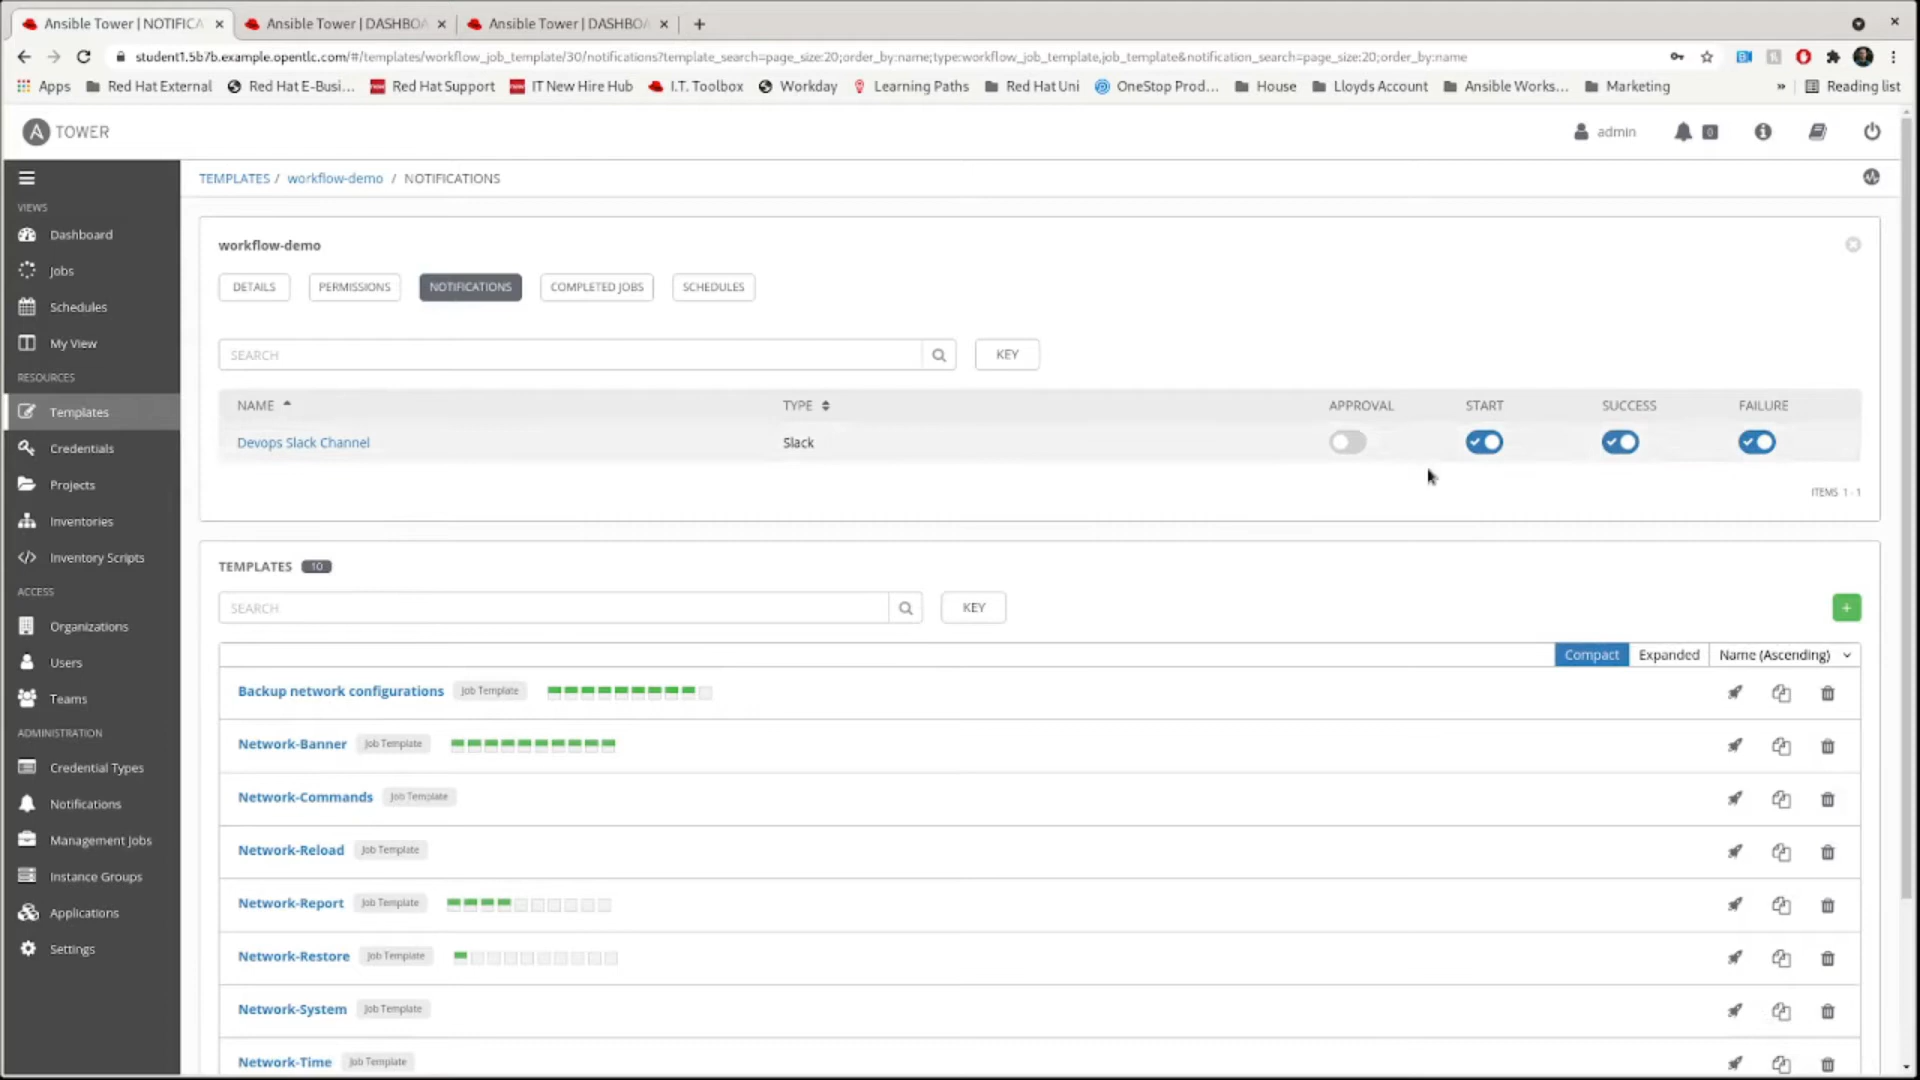 Ansible Tower | NOTIFICA
Ansible Tower | DASHBOA
Ansible Tower | DASHBOA
student1.5b7b.example.opentlc.com/#/templates/workflow_job_template/30/notifications?template_search=page_size:20;order_by:name;type:workflow_job_template,job_template&notification_search=page_size:20;order_by:name
Apps Red Hat External Red Hat E-Busi... Red Hat Support IT New Hire Hub I.T. Toolbox Workday Learning Paths Red Hat Uni OneStop Prod... House Lloyds Account Ansible Works... Marketing » Reading list
A TOWER
admin 0
VIEWS
Dashboard
Jobs
Schedules
My View
RESOURCES
Templates
Credentials
Projects
Inventories
Inventory Scripts
ACCESS
Organizations
Users
Teams
ADMINISTRATION
Credential Types
Notifications
Management Jobs
Instance Groups
Applications
Settings
TEMPLATES / workflow-demo / NOTIFICATIONS
workflow-demo
DETAILS PERMISSIONS NOTIFICATIONS COMPLETED JOBS SCHEDULES
SEARCH KEY
NAME TYPE APPROVAL START SUCCESS FAILURE
Devops Slack Channel Slack
ITEMS 1 - 1
TEMPLATES 10
SEARCH KEY
Compact Expanded Name (Ascending)
Backup network configurations Job Template
Network-Banner Job Template
Network-Commands Job Template
Network-Reload Job Template
Network-Report Job Template
Network-Restore Job Template
Network-System Job Template
Network-Time Job Template